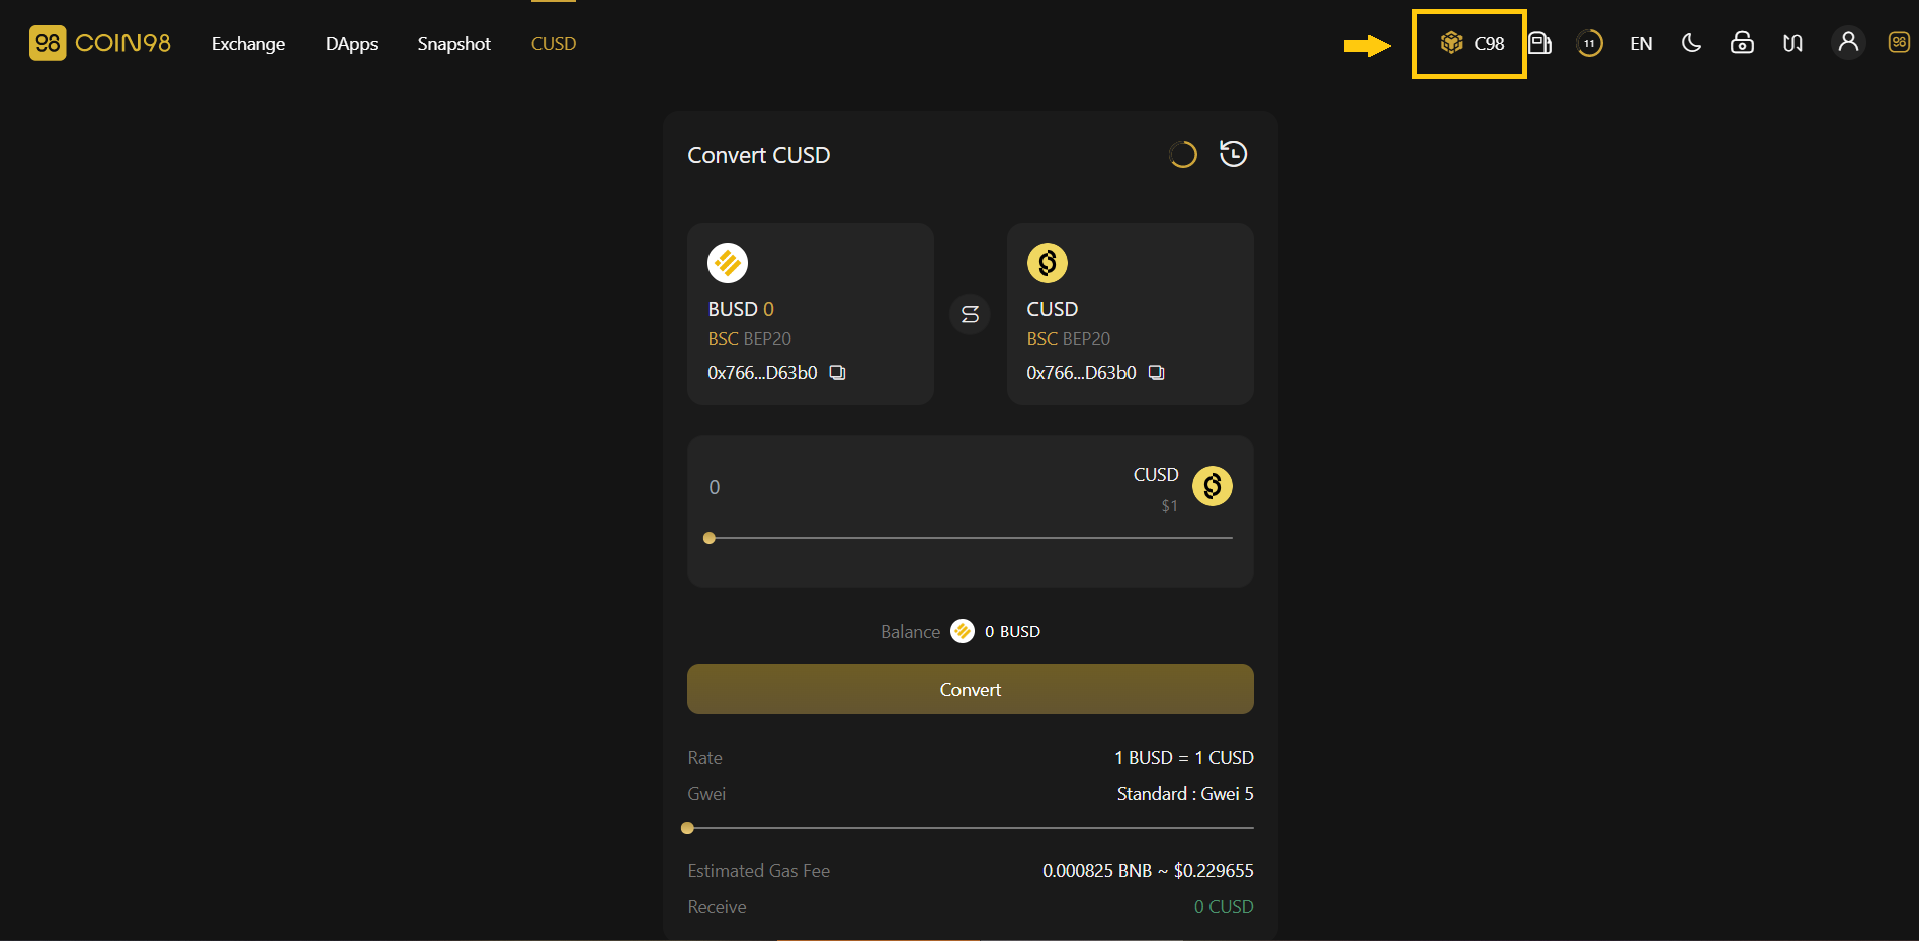 98 COIN98 Exchange DApps Snapshot CUSD C98 11 EN 98
Convert CUSD
BUSD 0
BSC BEP20
0x766...D63b0
CUSD
BSC BEP20
0x766...D63b0
0
CUSD
$1
Balance 0 BUSD
Convert
Rate 1 BUSD = 1 CUSD
Gwei Standard : Gwei 5
Estimated Gas Fee 0.000825 BNB ~ $0.229655
Receive 0 CUSD